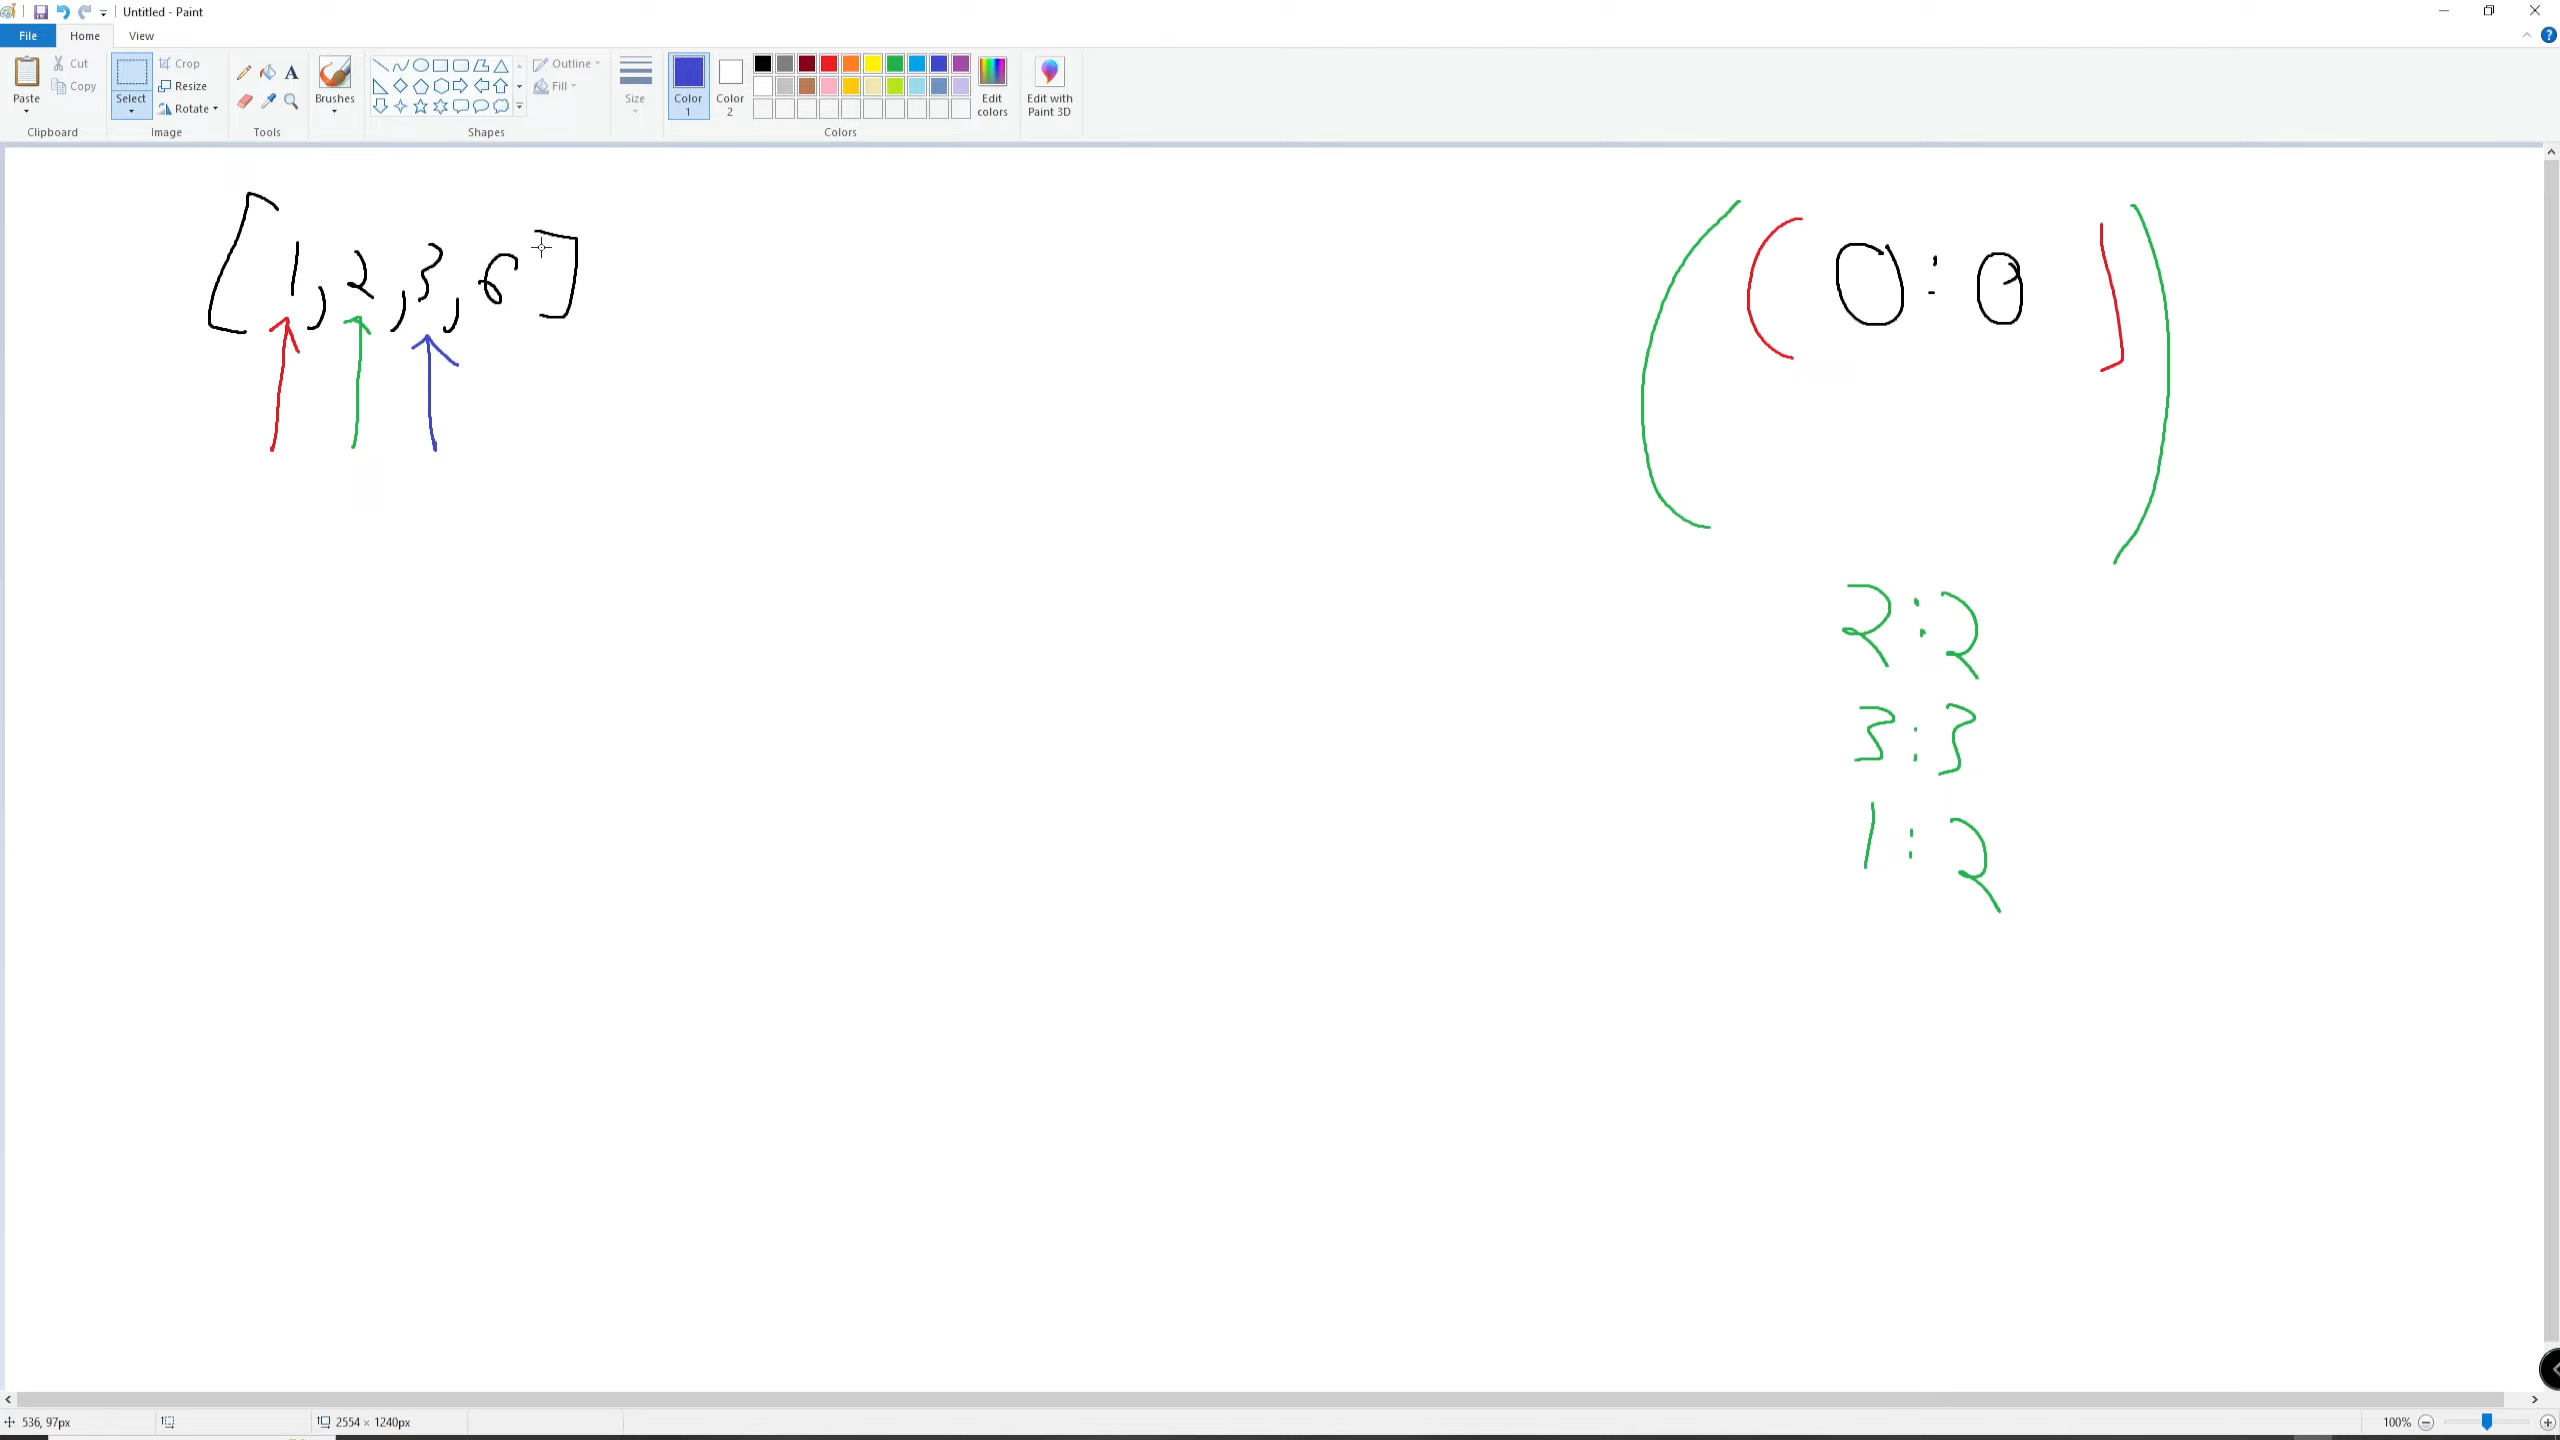 Untitled - Paint
File Home View
Paste
Cut
Copy
Clipboard
Select
Crop
Resize
Rotate
Image
Tools
Brushes
Shapes
Outline
Fill
Size
Color 1
Color 2
Edit colors
Colors
Edit with Paint 3D
[1,2,3,6]
0:0
2:2
3:3
1:2
536, 97px
2554 × 1240px
100%